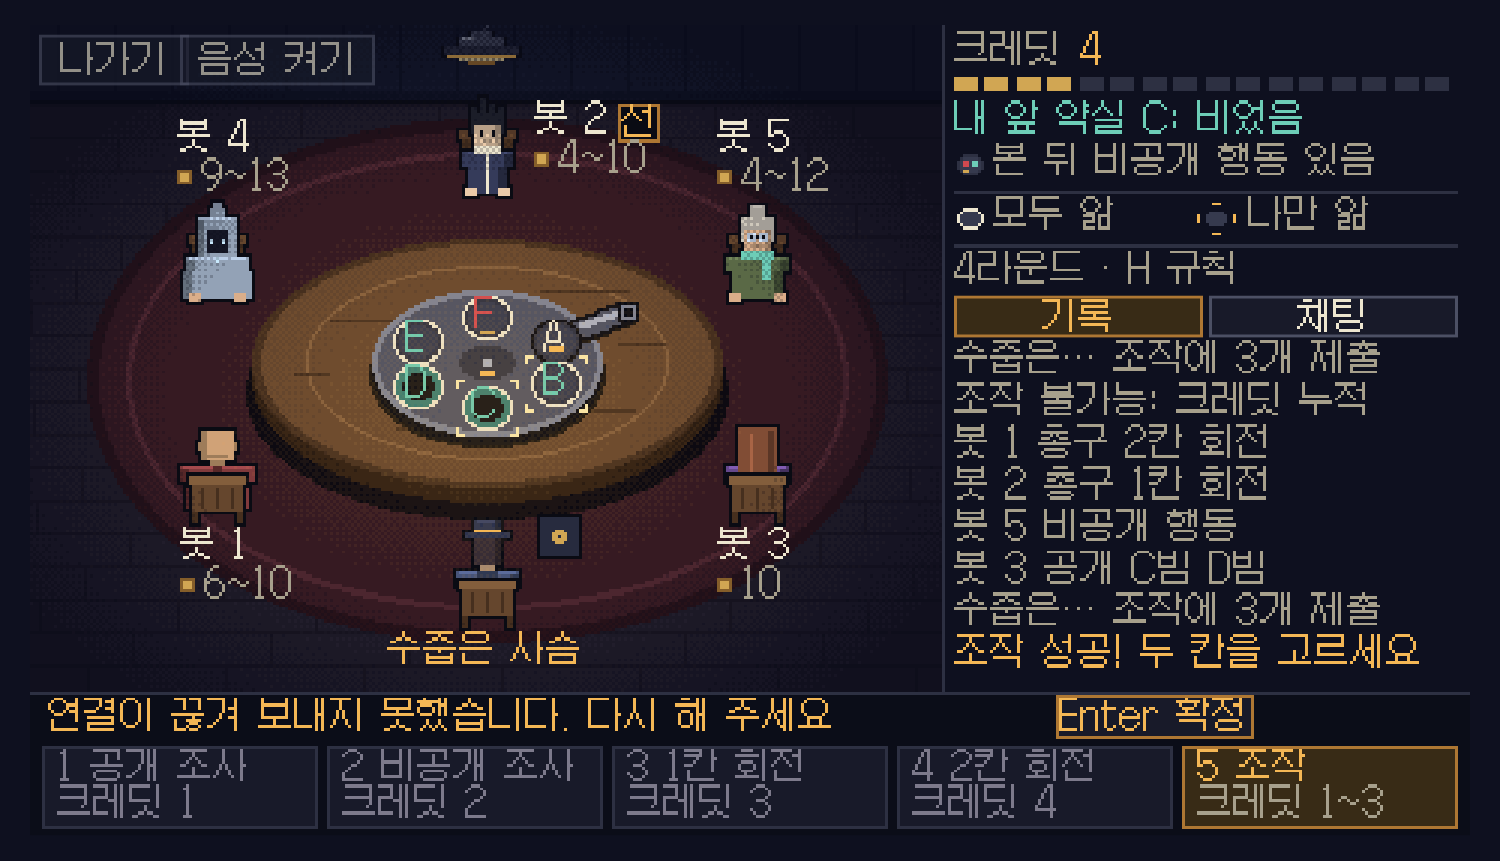 나가기
음성 켜기
봇 4
9~13
봇 2 선
4~10
봇 5
4~12
E
F
A
D
C
B
봇 1
6~10
봇 3
10
수줍은 사슴
크레딧 4
내 앞 약실 C: 비었음
본 뒤 비공개 행동 있음
모두 앎
나만 앎
4라운드 · H 규칙
기록
채팅
수줍은… 조작에 3개 제출
조작 불가능: 크레딧 누적
봇 1 총구 2칸 회전
봇 2 총구 1칸 회전
봇 5 비공개 행동
봇 3 공개 C빔 D빔
수줍은… 조작에 3개 제출
조작 성공! 두 칸을 고르세요
연결이 끊겨 보내지 못했습니다. 다시 해 주세요
Enter 확정
1 공개 조사
크레딧 1
2 비공개 조사
크레딧 2
3 1칸 회전
크레딧 3
4 2칸 회전
크레딧 4
5 조작
크레딧 1~3